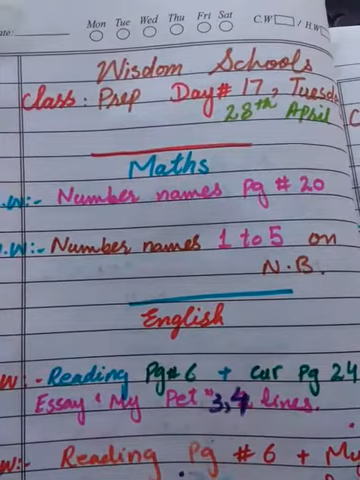 Mon Tue Wed Thu Fri Sat C.W / H.W
Wisdom Schools
Class: Prep Day# 17, Tuesd
28th April
Maths
.W:- Number names pg # 20
.W:- Number names 1 to 5 on
N.B.
English
W:- Reading Pg# 6 + cur pg 24
Essay "My Pet" 3,4 lines.
W:- Reading Pg # 6 + My